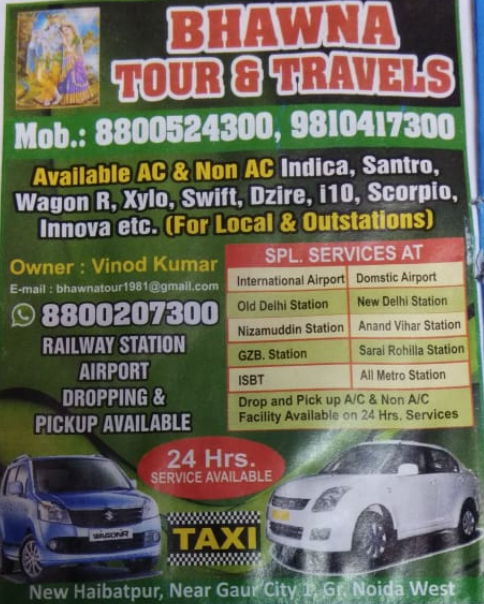 BHAWNA
TOUR & TRAVELS
Mob.: 8800524300, 9810417300
Available AC & Non AC Indica, Santro,
Wagon R, Xylo, Swift, Dzire, i10, Scorpio,
Innova etc. (For Local & Outstations)
Owner : Vinod Kumar
E-mail : bhawnatour1981@gmail.com
8800207300
RAILWAY STATION
AIRPORT
DROPPING &
PICKUP AVAILABLE
SPL. SERVICES AT
International Airport Domstic Airport
Old Delhi Station New Delhi Station
Nizamuddin Station Anand Vihar Station
GZB. Station Sarai Rohilla Station
ISBT All Metro Station
Drop and Pick up A/C & Non A/C
Facility Available on 24 Hrs. Services
24 Hrs.
SERVICE AVAILABLE
WAGONR
TAXI
New Haibatpur, Near Gaur City 1, Gr. Noida West